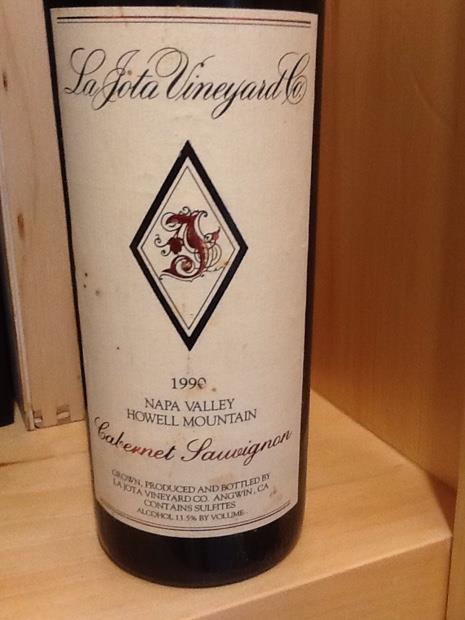 La Jota Vineyard Co
J
1990
NAPA VALLEY
HOWELL MOUNTAIN
Cabernet Sauvignon
GROWN, PRODUCED AND BOTTLED BY
LA JOTA VINEYARD CO. ANGWIN, CA
CONTAINS SULFITES
ALCOHOL 13.5% BY VOLUME